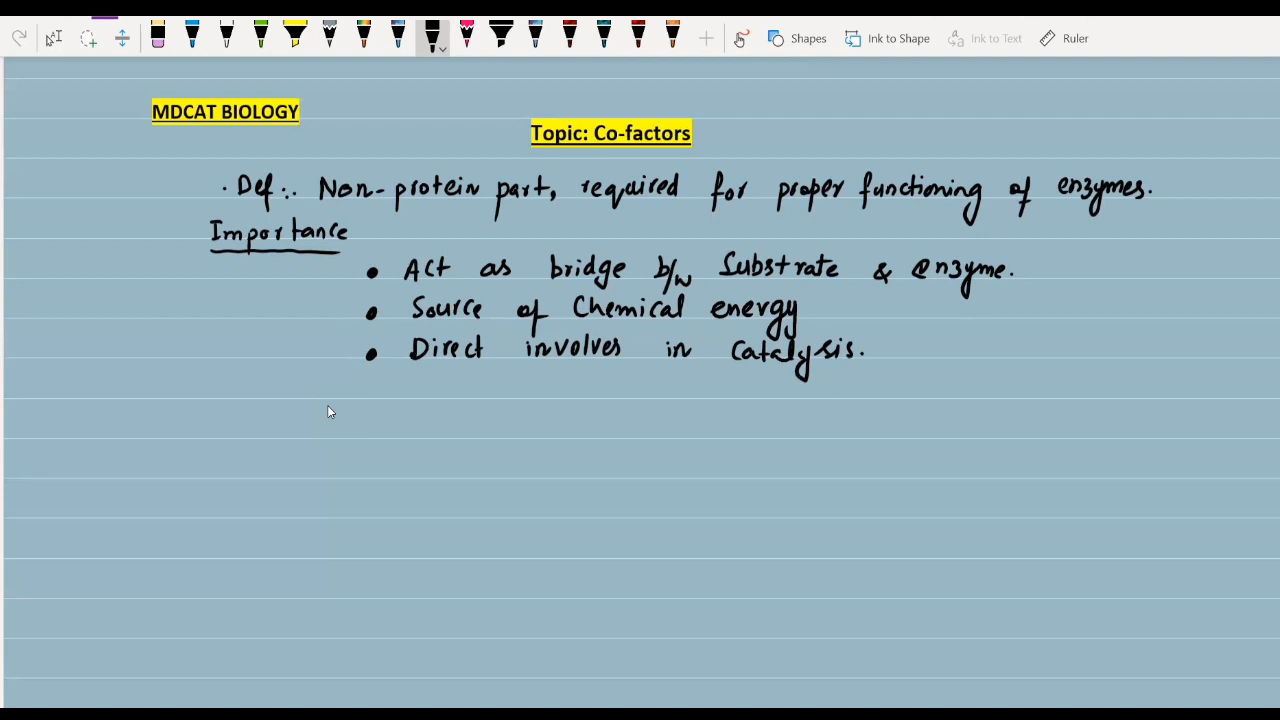 Shapes
Ink to Shape
Ink to Text
Ruler
MDCAT BIOLOGY
Topic: Co-factors
. Def:. Non-protein part, required for proper functioning of enzymes.
Importance
• Act as bridge b/w Substrate & enzyme.
• Source of Chemical energy
• Direct involves in Catalysis.